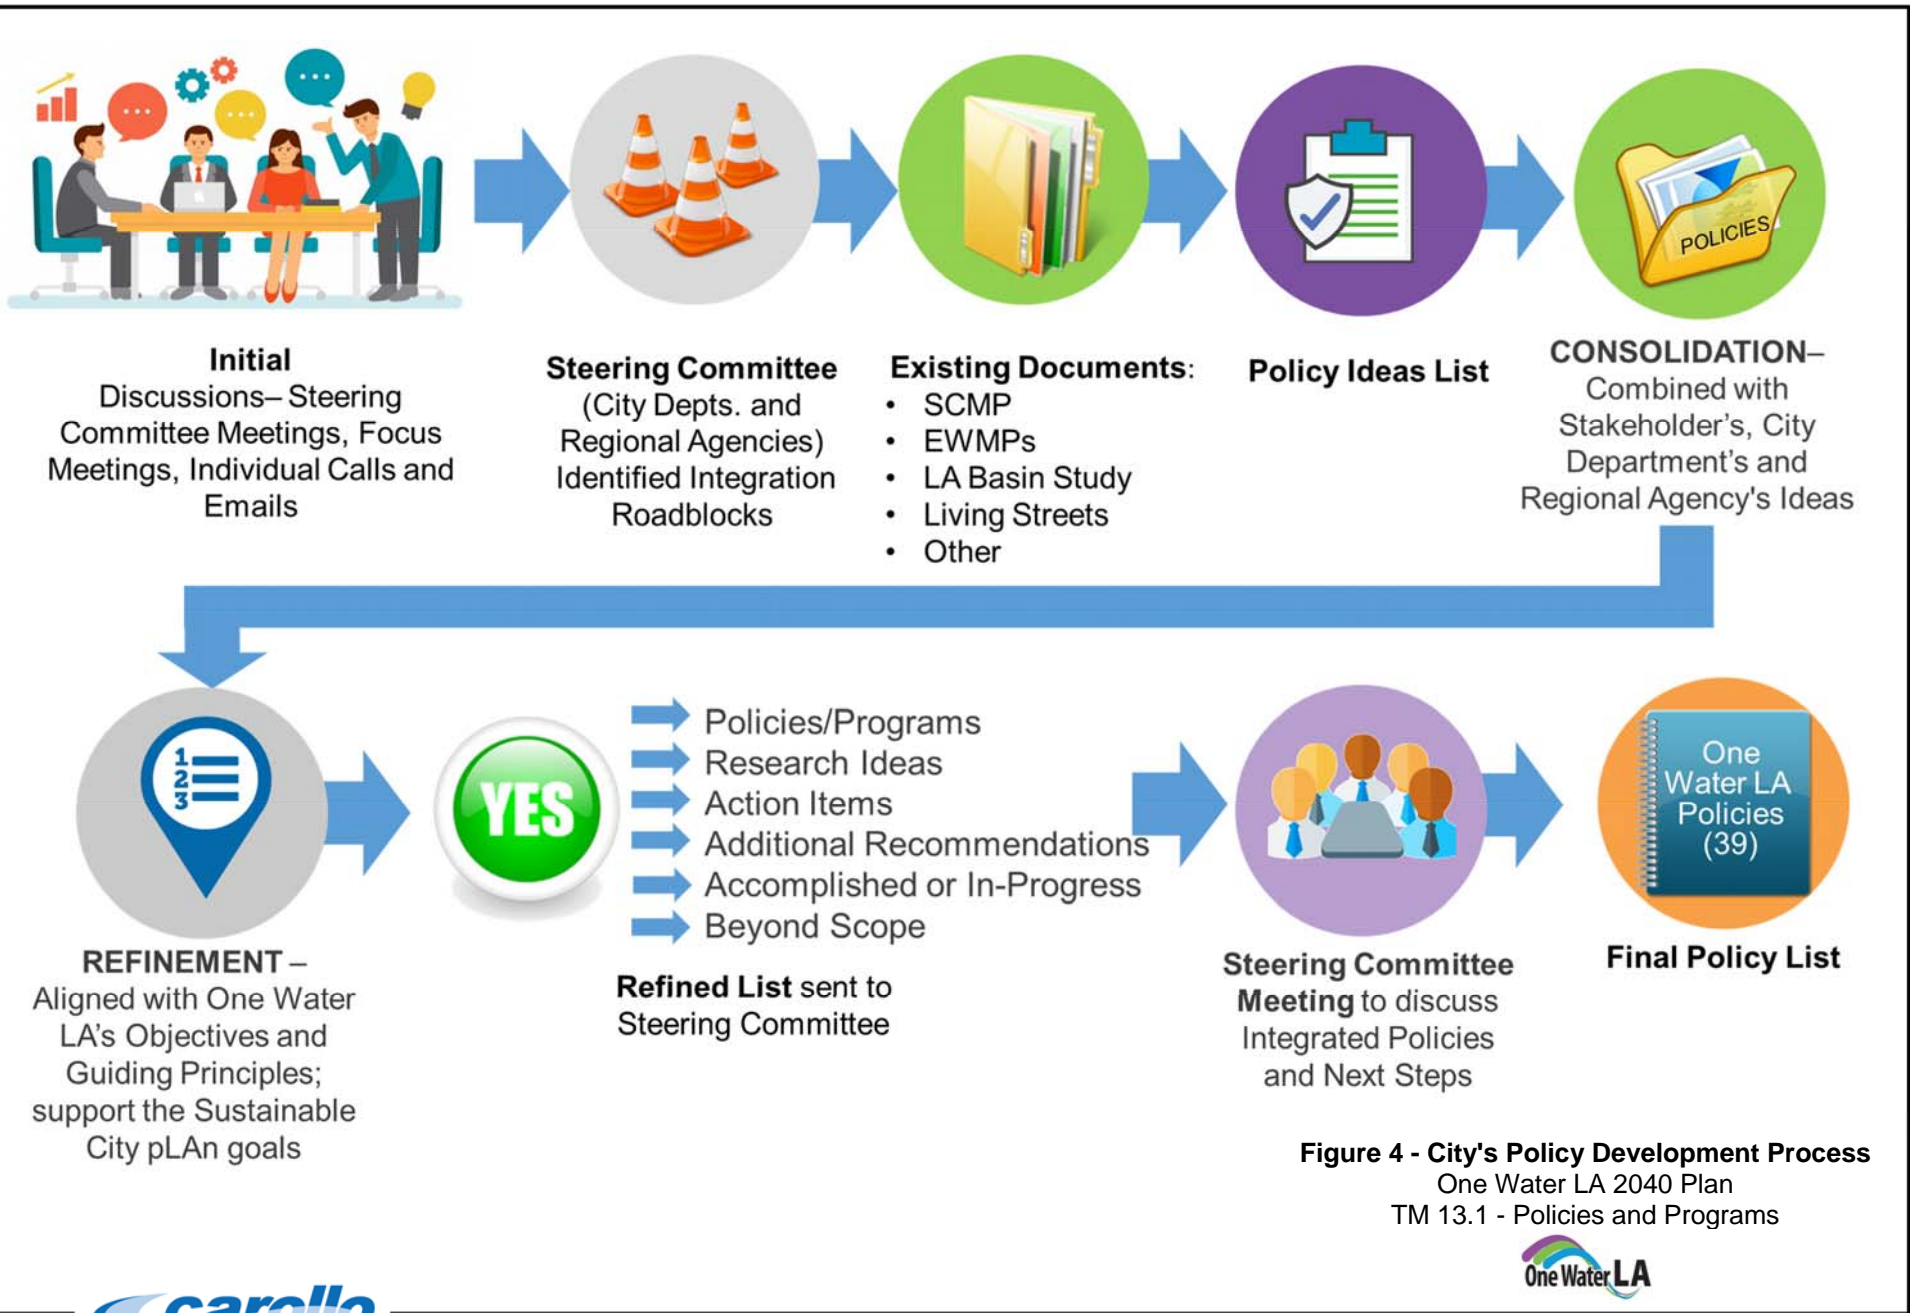 POLICIES
Initial
Discussions– Steering
Committee Meetings, Focus
Meetings, Individual Calls and
Emails
Steering Committee
(City Depts. and
Regional Agencies)
Identified Integration
Roadblocks
Existing Documents:
• SCMP
• EWMPs
• LA Basin Study
• Living Streets
• Other
Policy Ideas List
CONSOLIDATION–
Combined with
Stakeholder's, City
Department's and
Regional Agency's Ideas
1
2
3
REFINEMENT –
Aligned with One Water
LA's Objectives and
Guiding Principles;
support the Sustainable
City pLAn goals
YES
Policies/Programs
Research Ideas
Action Items
Additional Recommendations
Accomplished or In-Progress
Beyond Scope
Refined List sent to
Steering Committee
Steering Committee
Meeting to discuss
Integrated Policies
and Next Steps
One
Water LA
Policies
(39)
Final Policy List
Figure 4 - City's Policy Development Process
One Water LA 2040 Plan
TM 13.1 - Policies and Programs
One Water LA
carollo